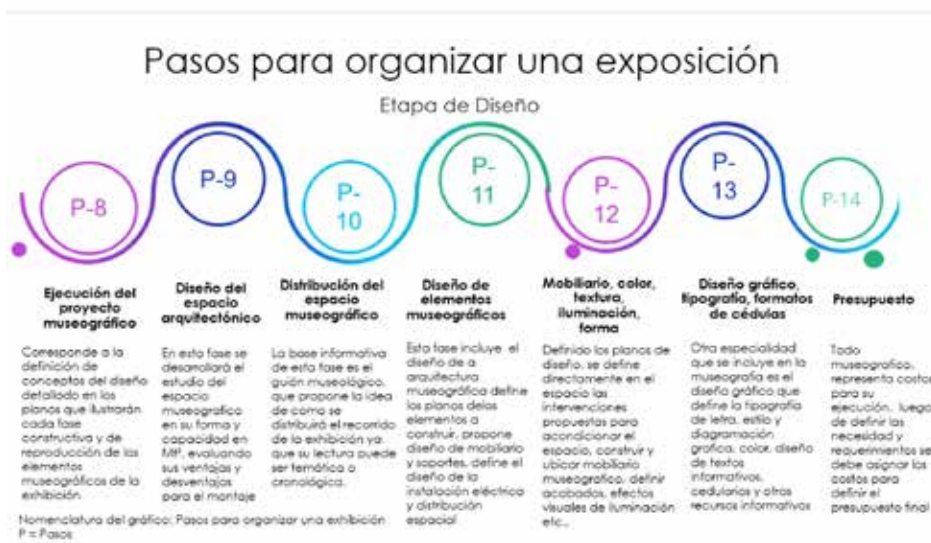 Pasos para organizar una exposición
Etapa de Diseño
P-8
P-9
P-
10
P-
11
P-
12
P-
13
P-14
Ejecución del
proyecto
museográfico
Corresponde a la
definición de
conceptos del diseño
detallado en los
planos que ilustrarán
cada fase
constructiva y de
reproducción de los
elementos
museográficos de la
exhibición
Diseño del
espacio
arquitectónico
En esta fase se
desarrollará el
estudio del
espacio
museográfico
en su forma y
capacidad en
Mt², evaluando
sus ventajas y
desventajas
para el montaje
Distribución del
espacio
museográfico
La base informativa
de esta fase es el
guión museológico,
que propone la idea
de como se
distribuirá el recorrido
de la exhibición ya
que su lectura puede
ser temática o
cronológica.
Diseño de
elementos
museográficos
Esta fase incluye el
diseño de a
arquitectura
museográfica define
los planos delos
elementos a
construir, propone
diseño de mobiliario
y soportes, define el
diseño de la
instalación eléctrica
y distribución
espacial
Mobiliario, color,
textura,
iluminación,
forma
Definido los planos de
diseño, se define
directamente en el
espacio las
intervenciones
propuestas para
acondicionar el
espacio, construir y
ubicar mobiliario
museografico, definir
acabados, efectos
visuales de iluminación
etc.,
Diseño gráfico,
tipografía, formatos
de cédulas
Otra especialidad
que se incluye en la
museografía es el
diseño gráfico que
define la tipografía
de letra, estilo y
diagramación
grafica, color, diseño
de textos
informativos,
cedularios y otros
recursos informativos
Presupuesto
Todo
museografico,
representa costos
para su
ejecución, luego
de definir las
necesidad y
requerimientos se
debe asignar los
costos para
definir el
presupuesto final
Nomenclatura del gráfico: Pasos para organizar una exhibición
P = Pasos